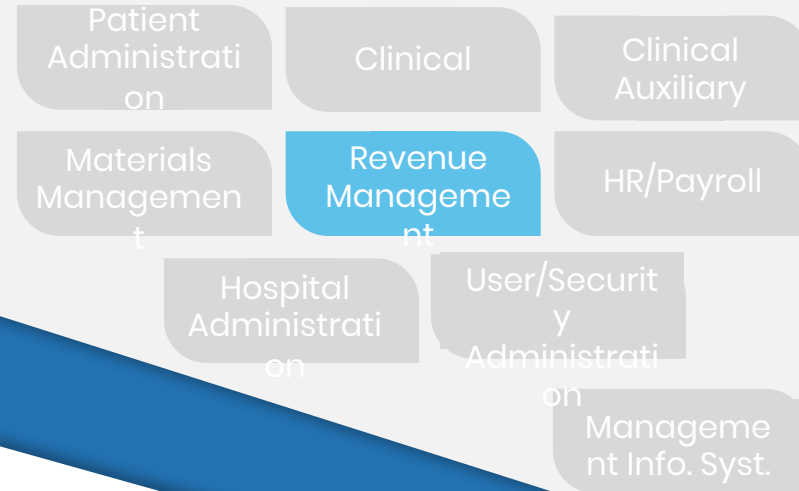 Patient
Administrati
on
Clinical
Clinical
Auxiliary
Materials
Managemen
t
Revenue
Manageme
nt
HR/Payroll
Hospital
Administrati
on
User/Securit
y
Administrati
on
Manageme
nt Info. Syst.